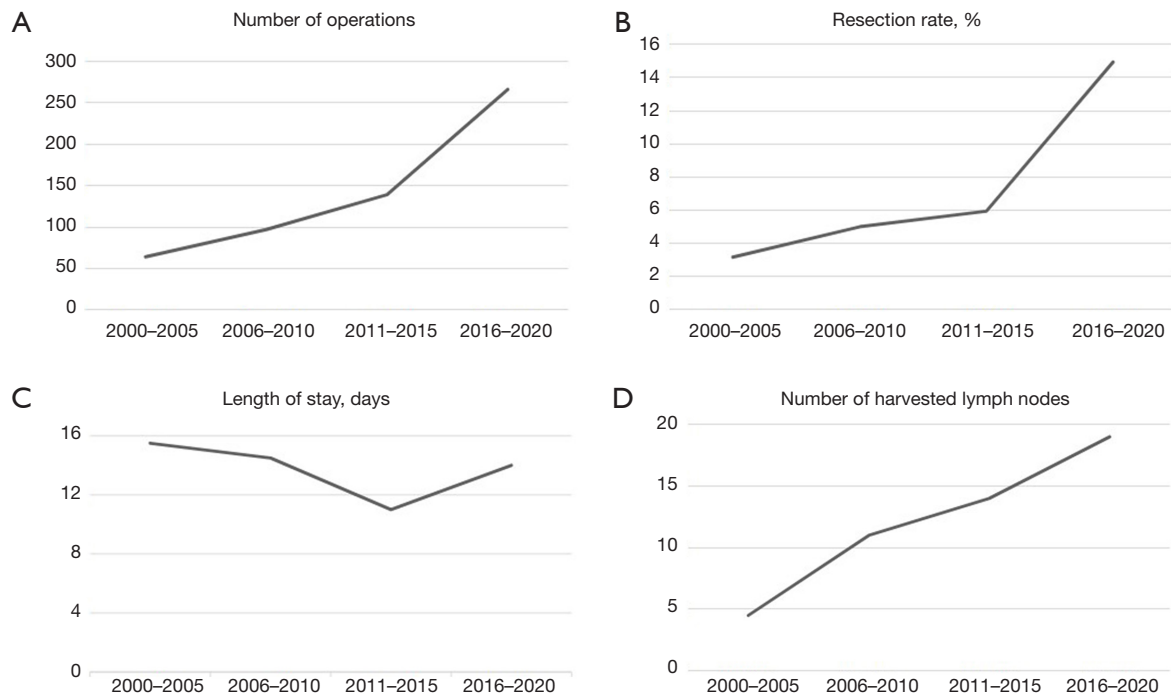 A
Number of operations
300
250
200
150
100
50
0
2000–2005 2006–2010 2011–2015 2016–2020
B
Resection rate, %
16
14
12
10
8
6
4
2
0
2000–2005 2006–2010 2011–2015 2016–2020
C
Length of stay, days
16
12
8
4
0
2000–2005 2006–2010 2011–2015 2016–2020
D
Number of harvested lymph nodes
20
15
10
5
0
2000–2005 2006–2010 2011–2015 2016–2020